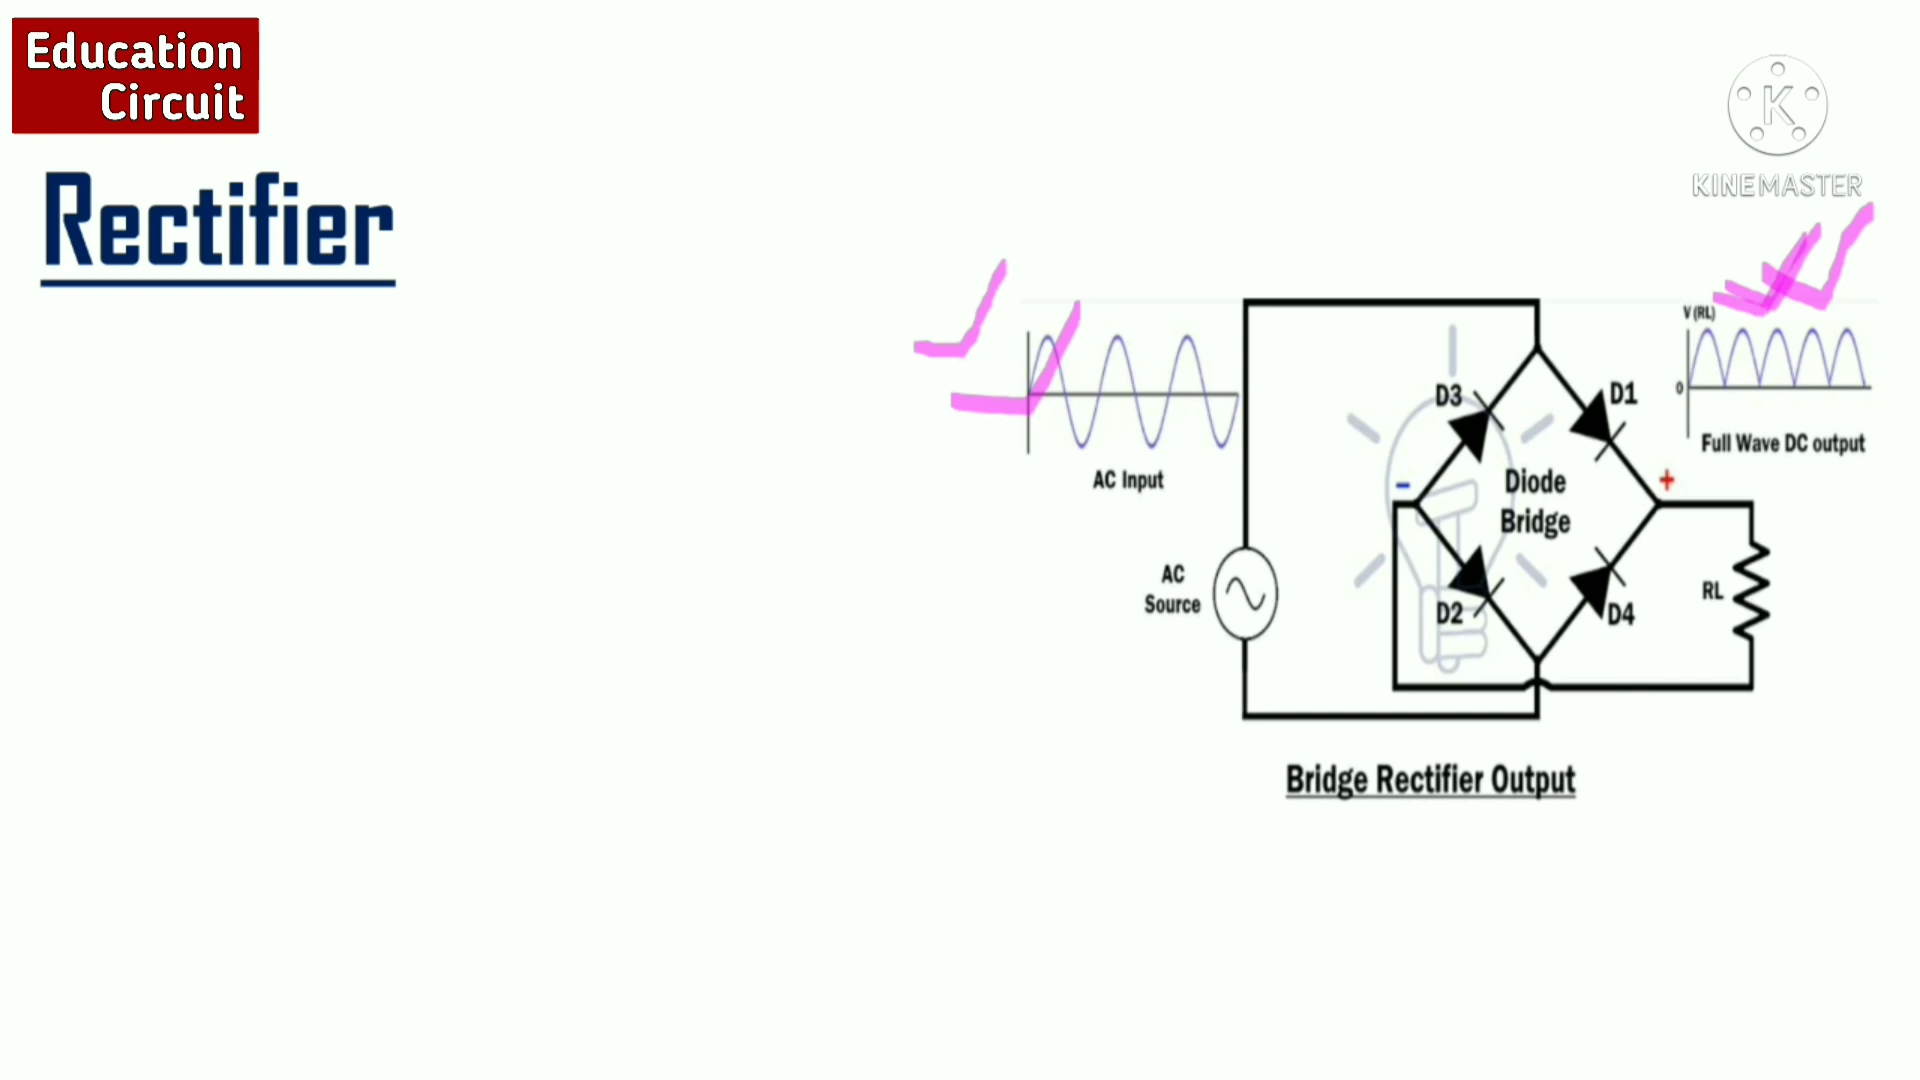 Education
Circuit
Rectifier
K
KINEMASTER
V (RL)
0
D3
D1
Full Wave DC output
AC Input
-
+
Diode
Bridge
AC
Source
RL
D2
D4
Bridge Rectifier Output